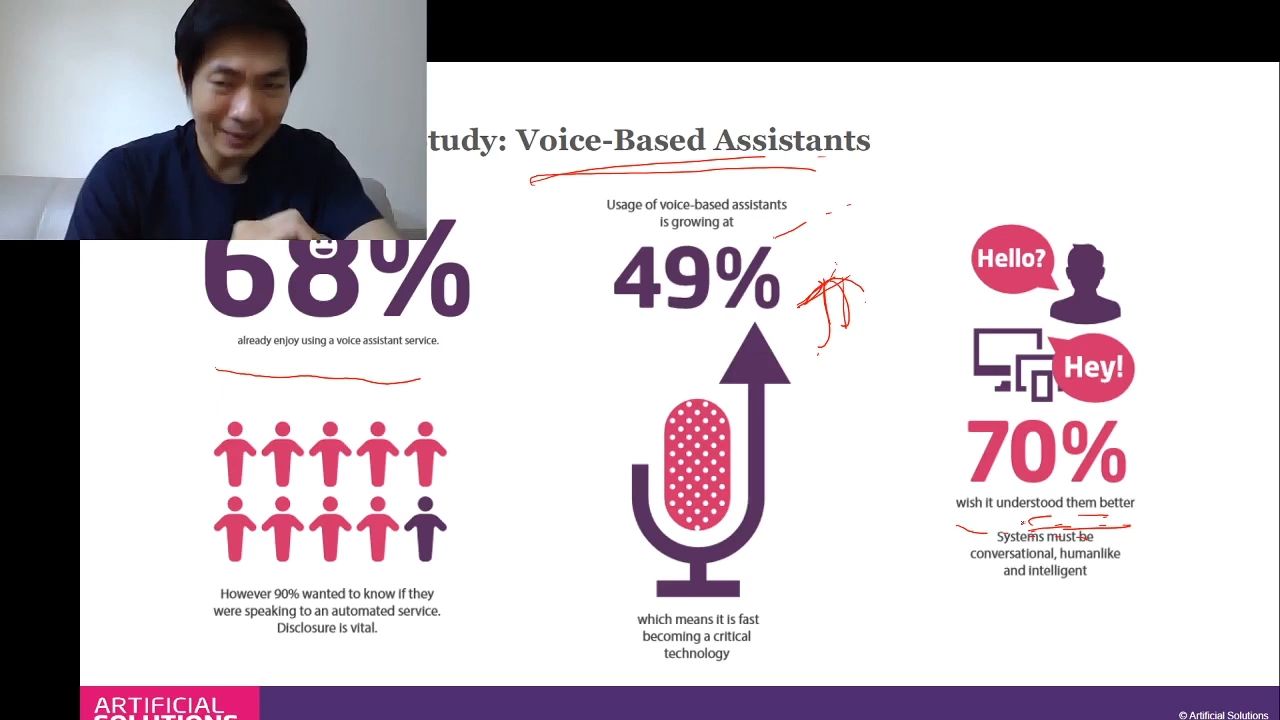 tudy: Voice-Based Assistants
68%
already enjoy using a voice assistant service.
However 90% wanted to know if they
were speaking to an automated service.
Disclosure is vital.
Usage of voice-based assistants
is growing at
49%
which means it is fast
becoming a critical
technology
Hello?
Hey!
70%
wish it understood them better
Systems must be
conversational, humanlike
and intelligent
ARTIFICIAL
SOLUTIONS
© Artificial Solutions